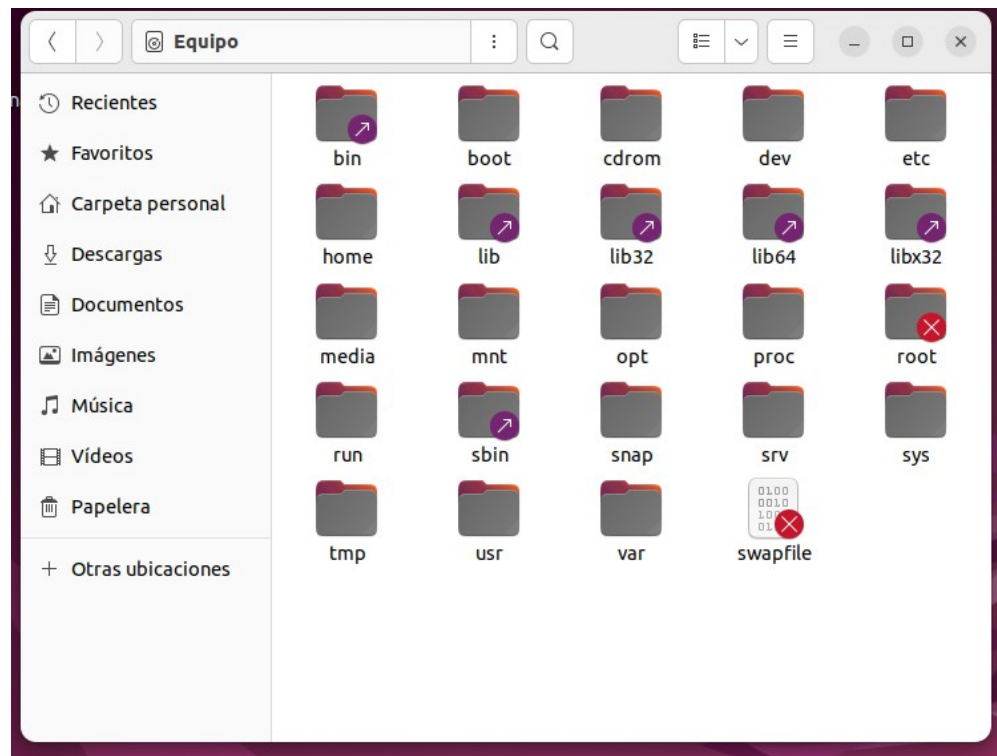 Equipo
Recientes
Favoritos
Carpeta personal
Descargas
Documentos
Imágenes
Música
Vídeos
Papelera
Otras ubicaciones
bin boot cdrom dev etc
home lib lib32 lib64 libx32
media mnt opt proc root
run sbin snap srv sys
tmp usr var swapfile